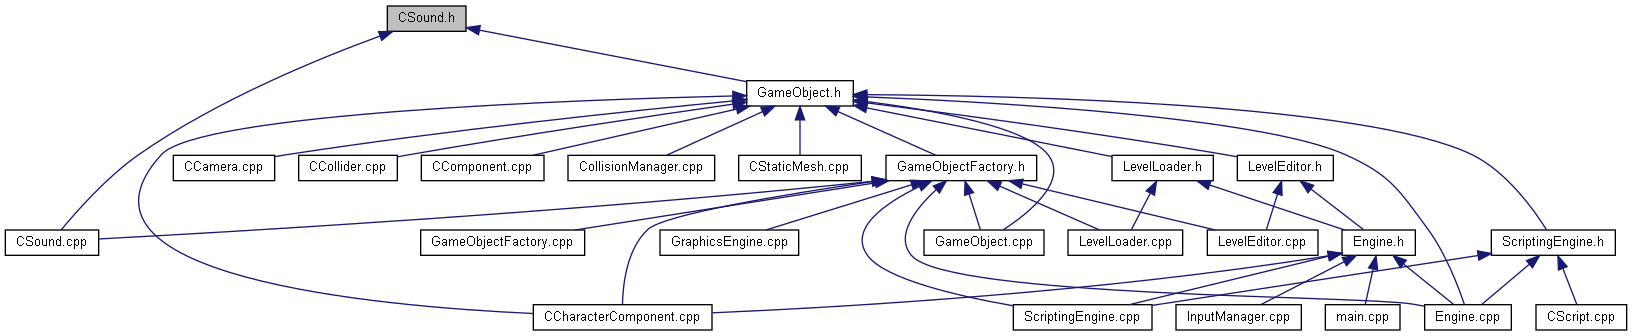 CSound.h
GameObject.h
CCamera.cpp
CCollider.cpp
CComponent.cpp
CollisionManager.cpp
CStaticMesh.cpp
GameObjectFactory.h
LevelLoader.h
LevelEditor.h
CSound.cpp
GameObjectFactory.cpp
GraphicsEngine.cpp
GameObject.cpp
LevelLoader.cpp
LevelEditor.cpp
Engine.h
ScriptingEngine.h
CCharacterComponent.cpp
ScriptingEngine.cpp
InputManager.cpp
main.cpp
Engine.cpp
CScript.cpp